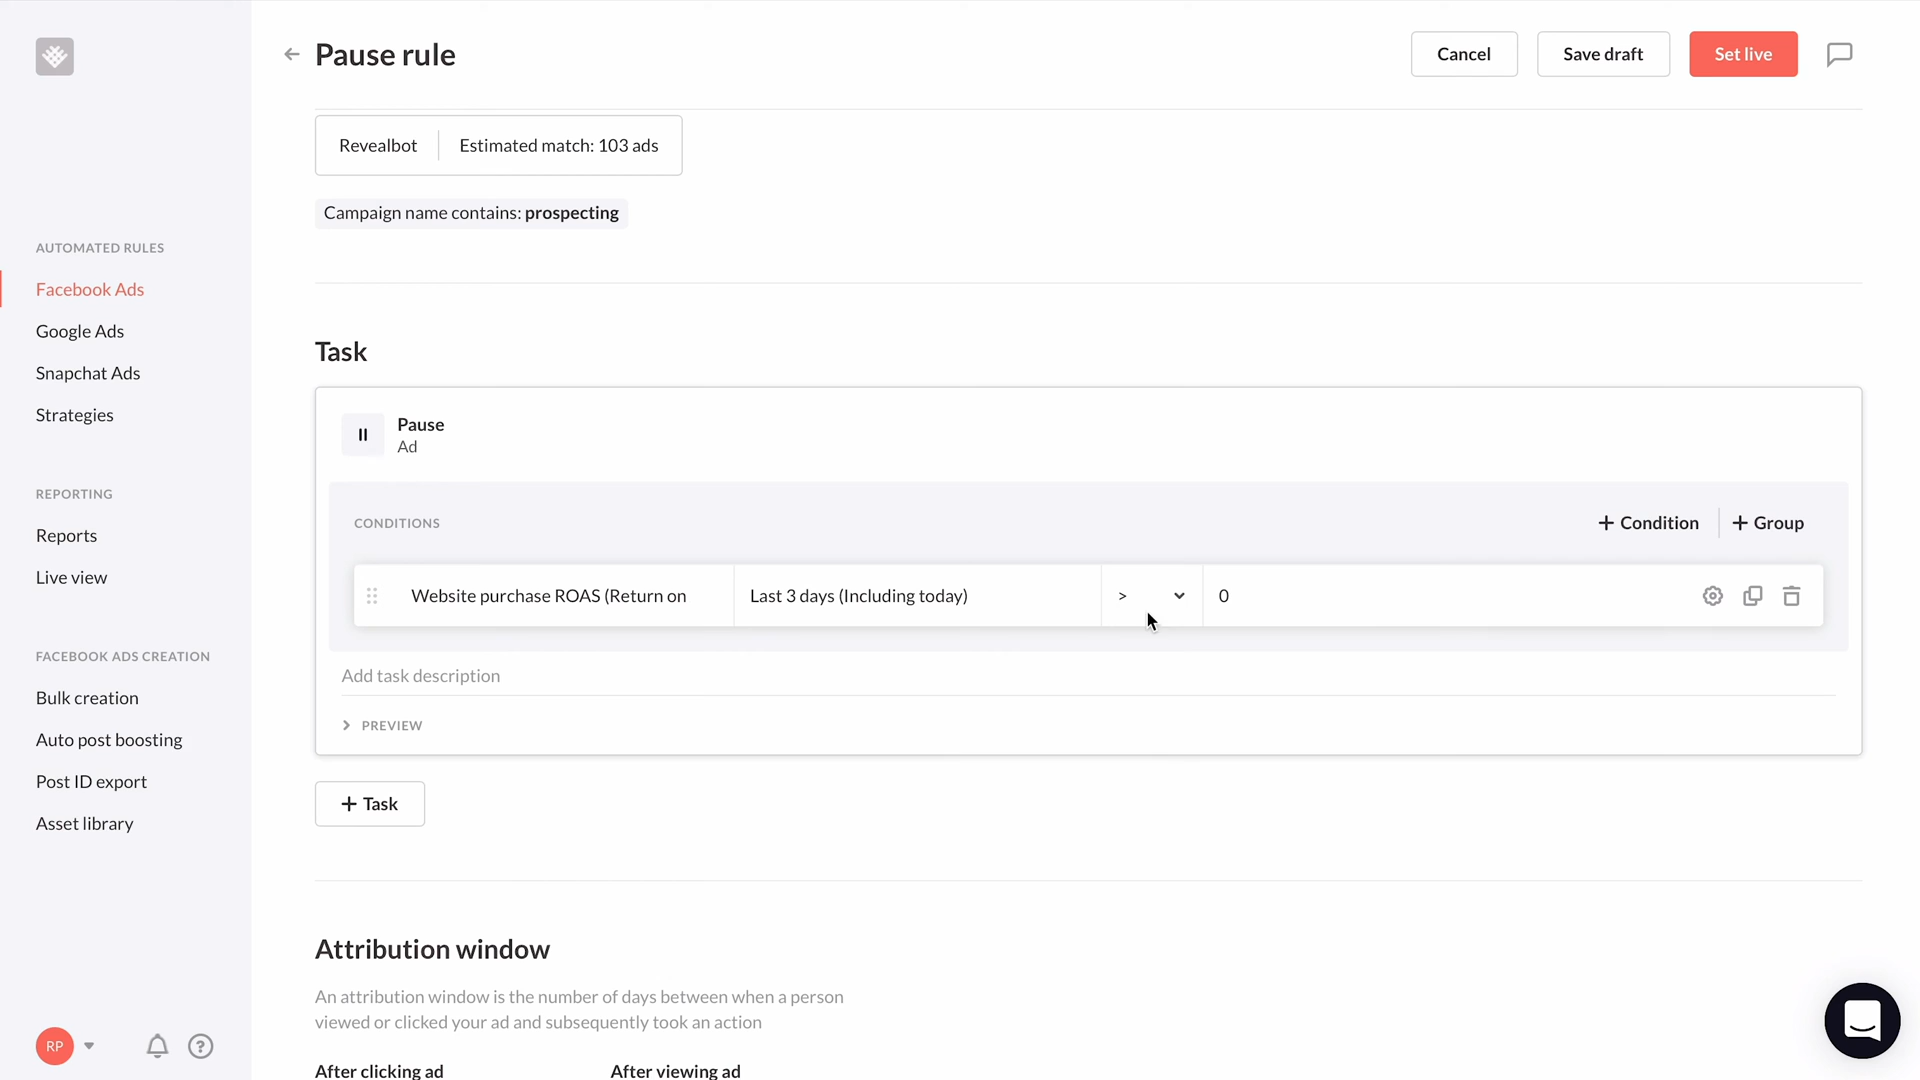 Pause rule
Cancel
Save draft
Set live
Revealbot
Estimated match: 103 ads
Campaign name contains: prospecting
AUTOMATED RULES
Facebook Ads
Google Ads
Snapchat Ads
Strategies
REPORTING
Reports
Live view
FACEBOOK ADS CREATION
Bulk creation
Auto post boosting
Post ID export
Asset library
RP
Task
Pause
Ad
CONDITIONS
+ Condition
+ Group
Website purchase ROAS (Return on
Last 3 days (Including today)
>
0
Add task description
PREVIEW
+ Task
Attribution window
An attribution window is the number of days between when a person
viewed or clicked your ad and subsequently took an action
After clicking ad
After viewing ad